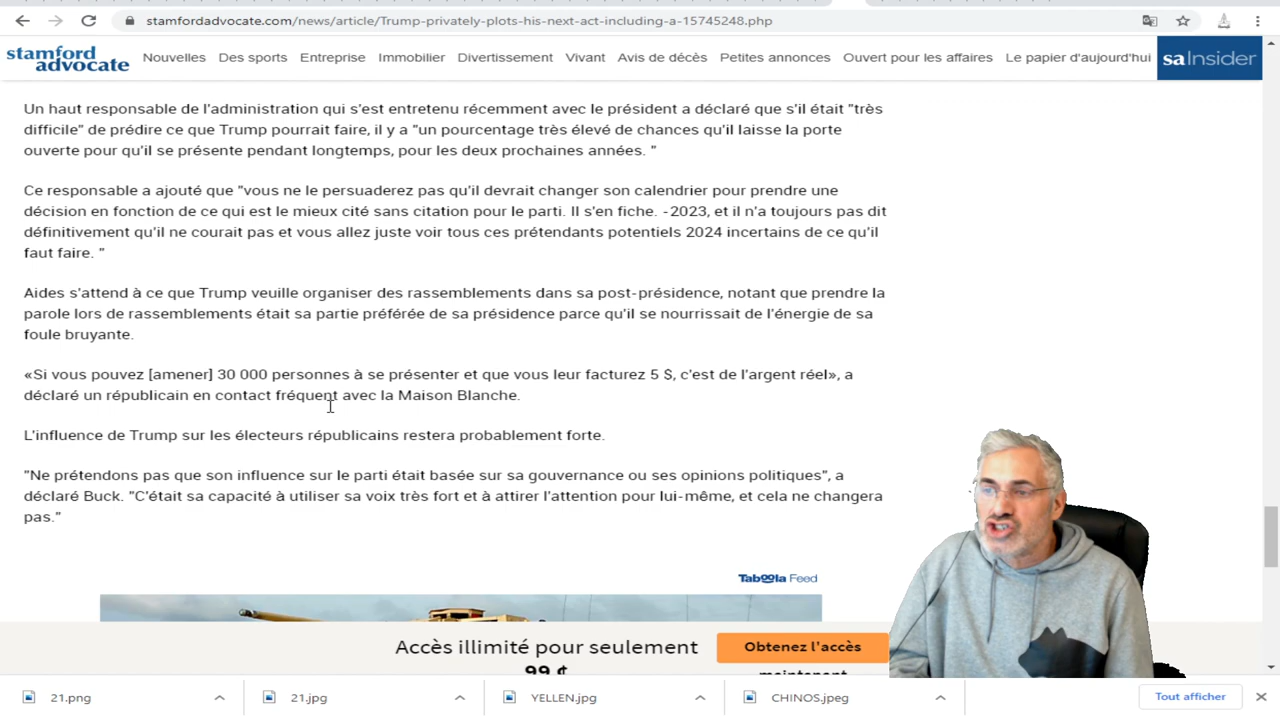 stamfordadvocate.com/news/article/Trump-privately-plots-his-next-act-including-a-15745248.php
stamford
advocate
Nouvelles Des sports Entreprise Immobilier Divertissement Vivant Avis de décès Petites annonces Ouvert pour les affaires Le papier d'aujourd'hui
saInsider
Un haut responsable de l'administration qui s'est entretenu récemment avec le président a déclaré que s'il était "très
difficile" de prédire ce que Trump pourrait faire, il y a "un pourcentage très élevé de chances qu'il laisse la porte
ouverte pour qu'il se présente pendant longtemps, pour les deux prochaines années. "
Ce responsable a ajouté que "vous ne le persuaderez pas qu'il devrait changer son calendrier pour prendre une
décision en fonction de ce qui est le mieux cité sans citation pour le parti. Il s'en fiche. -2023, et il n'a toujours pas dit
définitivement qu'il ne courait pas et vous allez juste voir tous ces prétendants potentiels 2024 incertains de ce qu'il
faut faire. "
Aides s'attend à ce que Trump veuille organiser des rassemblements dans sa post-présidence, notant que prendre la
parole lors de rassemblements était sa partie préférée de sa présidence parce qu'il se nourrissait de l'énergie de sa
foule bruyante.
«Si vous pouvez [amener] 30 000 personnes à se présenter et que vous leur facturez 5 $, c'est de l'argent réel», a
déclaré un républicain en contact fréquent avec la Maison Blanche.
L'influence de Trump sur les électeurs républicains restera probablement forte.
"Ne prétendons pas que son influence sur le parti était basée sur sa gouvernance ou ses opinions politiques", a
déclaré Buck. "C'était sa capacité à utiliser sa voix très fort et à attirer l'attention pour lui-même, et cela ne changera
pas."
Taboola Feed
Accès illimité pour seulement
99 ¢
Obtenez l'accès
maintenant
21.png
21.jpg
YELLEN.jpg
CHINOS.jpeg
Tout afficher